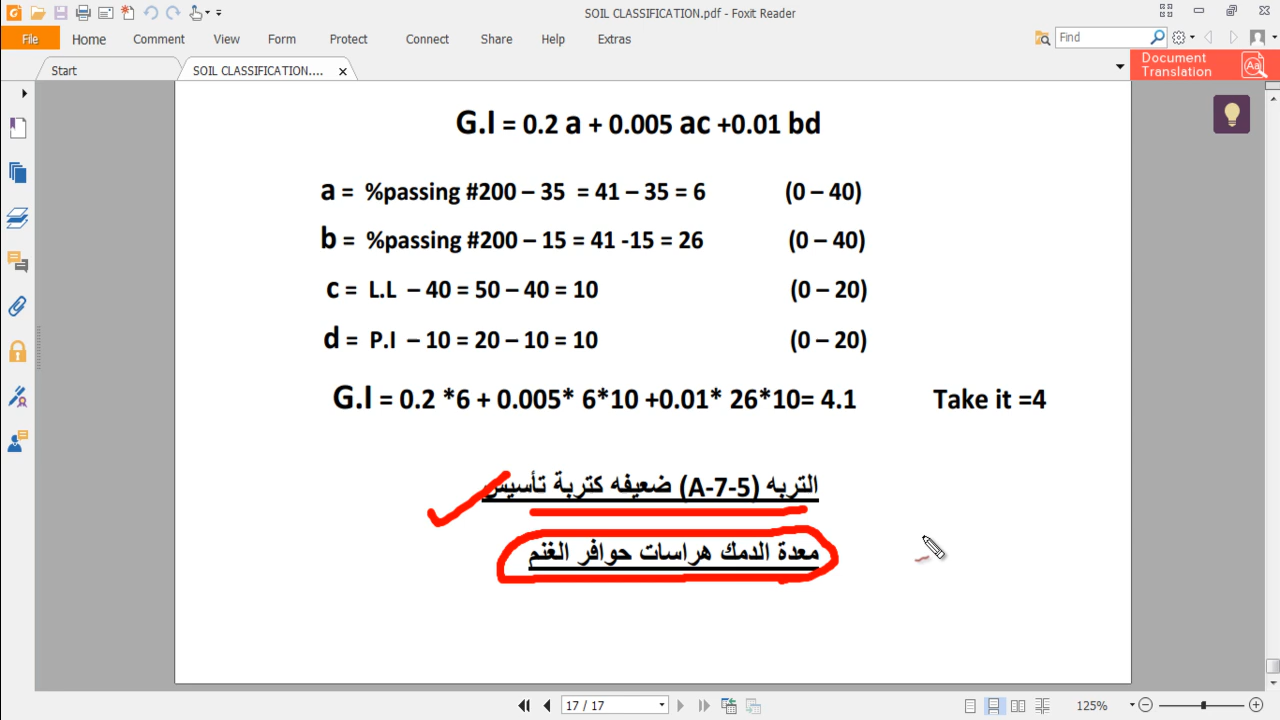 SOIL CLASSIFICATION.pdf - Foxit Reader
File Home Comment View Form Protect Connect Share Help Extras Find
Start SOIL CLASSIFICATION.... Document Translation
G.I = 0.2 a + 0.005 ac +0.01 bd
a = %passing #200 – 35 = 41 – 35 = 6 (0 – 40)
b = %passing #200 – 15 = 41 -15 = 26 (0 – 40)
c = L.L – 40 = 50 – 40 = 10 (0 – 20)
d = P.I – 10 = 20 – 10 = 10 (0 – 20)
G.I = 0.2 *6 + 0.005* 6*10 +0.01* 26*10= 4.1 Take it =4
التربه (A-7-5) ضعيفه كتربة تأسيس
معدة الدمك هراسات حوافر الغنم
17 / 17 125%